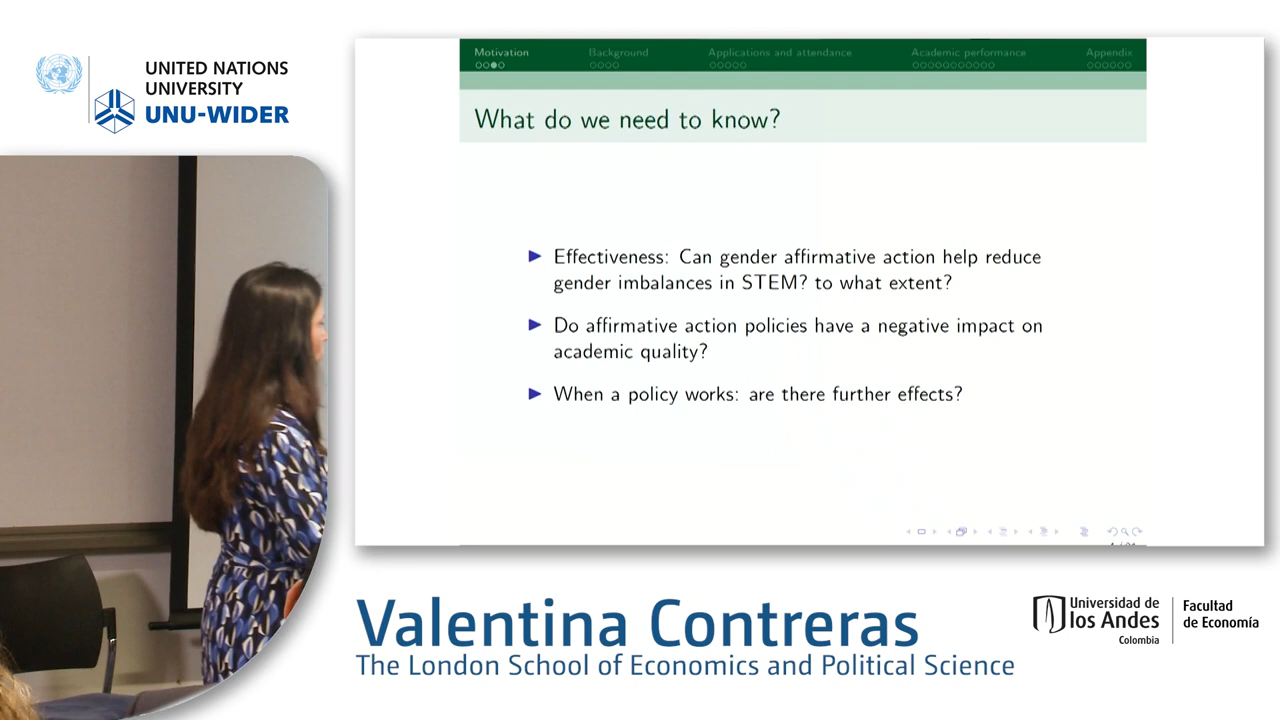 UNITED NATIONS
UNIVERSITY
UNU-WIDER
Motivation
Background
Applications and attendance
Academic performance
Appendix
What do we need to know?
Effectiveness: Can gender affirmative action help reduce
gender imbalances in STEM? to what extent?
Do affirmative action policies have a negative impact on
academic quality?
When a policy works: are there further effects?
Valentina Contreras
The London School of Economics and Political Science
Universidad de
los Andes
Colombia
Facultad
de Economía